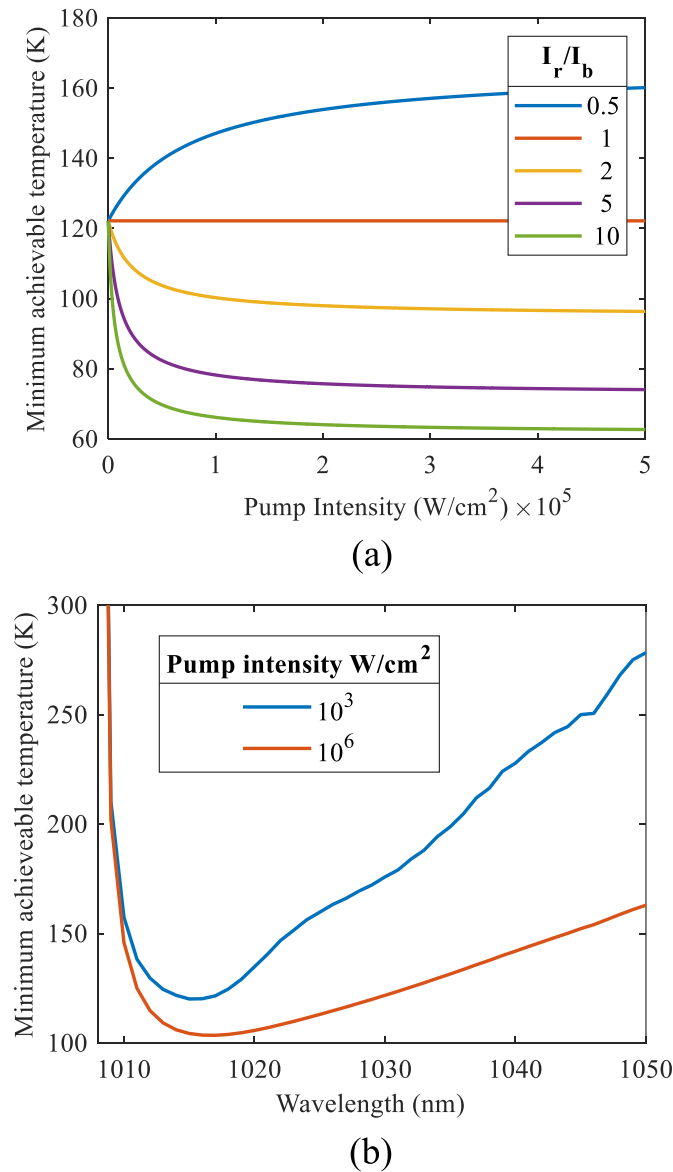 180
160
140
120
100
80
60
Minimum achievable temperature (K)
I_r/I_b
0.5
1
2
5
10
0 1 2 3 4 5
Pump Intensity (W/cm²) ×10⁵
(a)
300
250
200
150
100
Minimum achieveable temperature (K)
Pump intensity W/cm²
10³
10⁶
1010 1020 1030 1040 1050
Wavelength (nm)
(b)